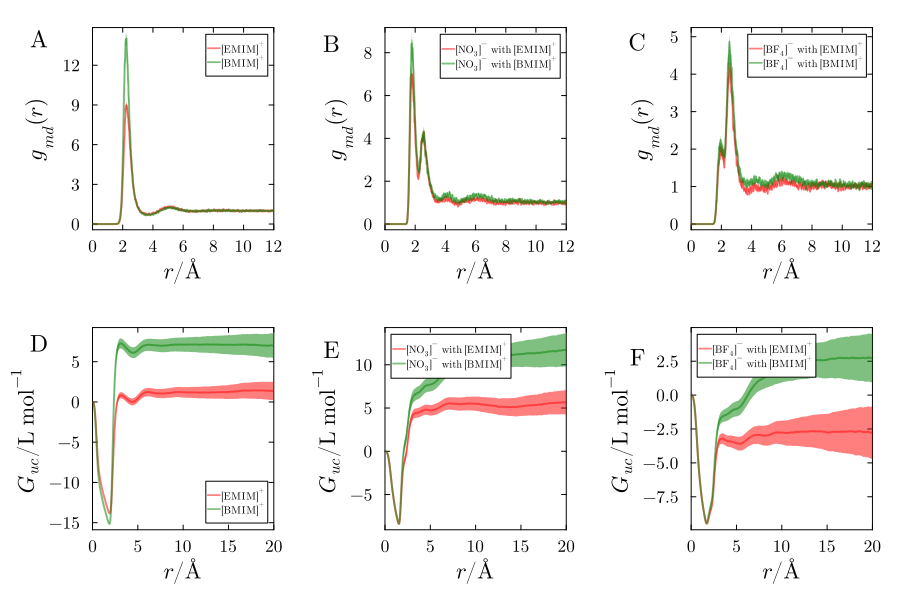 A
[EMIM]⁺
[BMIM]⁺
g_md(r)
12
9
6
3
0
0 2 4 6 8 10 12
r/Å
B
[NO₃]⁻ with [EMIM]⁺
[NO₃]⁻ with [BMIM]⁺
g_md(r)
8
6
4
2
0
0 2 4 6 8 10 12
r/Å
C
[BF₄]⁻ with [EMIM]⁺
[BF₄]⁻ with [BMIM]⁺
g_md(r)
5
4
3
2
1
0
0 2 4 6 8 10 12
r/Å
D
G_uc/L mol⁻¹
5
0
−5
−10
−15
[EMIM]⁺
[BMIM]⁺
0 5 10 15 20
r/Å
E
[NO₃]⁻ with [EMIM]⁺
[NO₃]⁻ with [BMIM]⁺
G_uc/L mol⁻¹
10
5
0
−5
0 5 10 15 20
r/Å
F
[BF₄]⁻ with [EMIM]⁺
[BF₄]⁻ with [BMIM]⁺
G_uc/L mol⁻¹
2.5
0.0
−2.5
−5.0
−7.5
0 5 10 15 20
r/Å